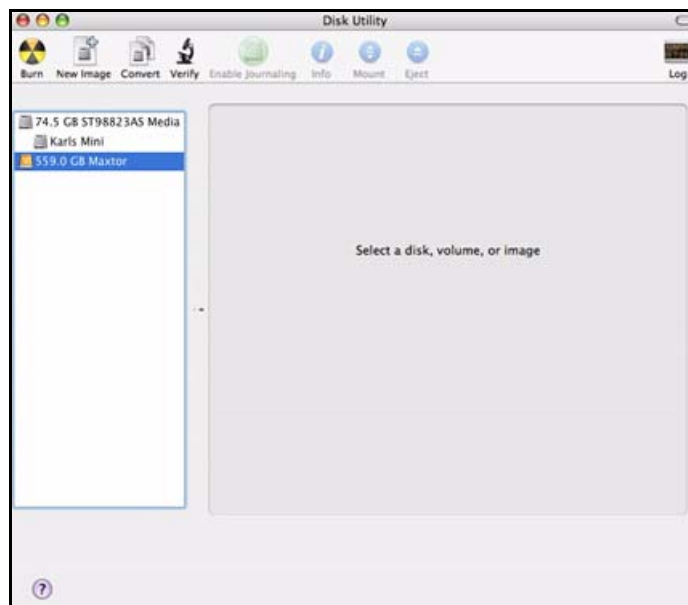 Disk Utility
Burn New Image Convert Verify Enable Journaling Info Mount Eject Log
74.5 GB ST98823AS Media
Karls Mini
559.0 GB Maxtor
Select a disk, volume, or image
?